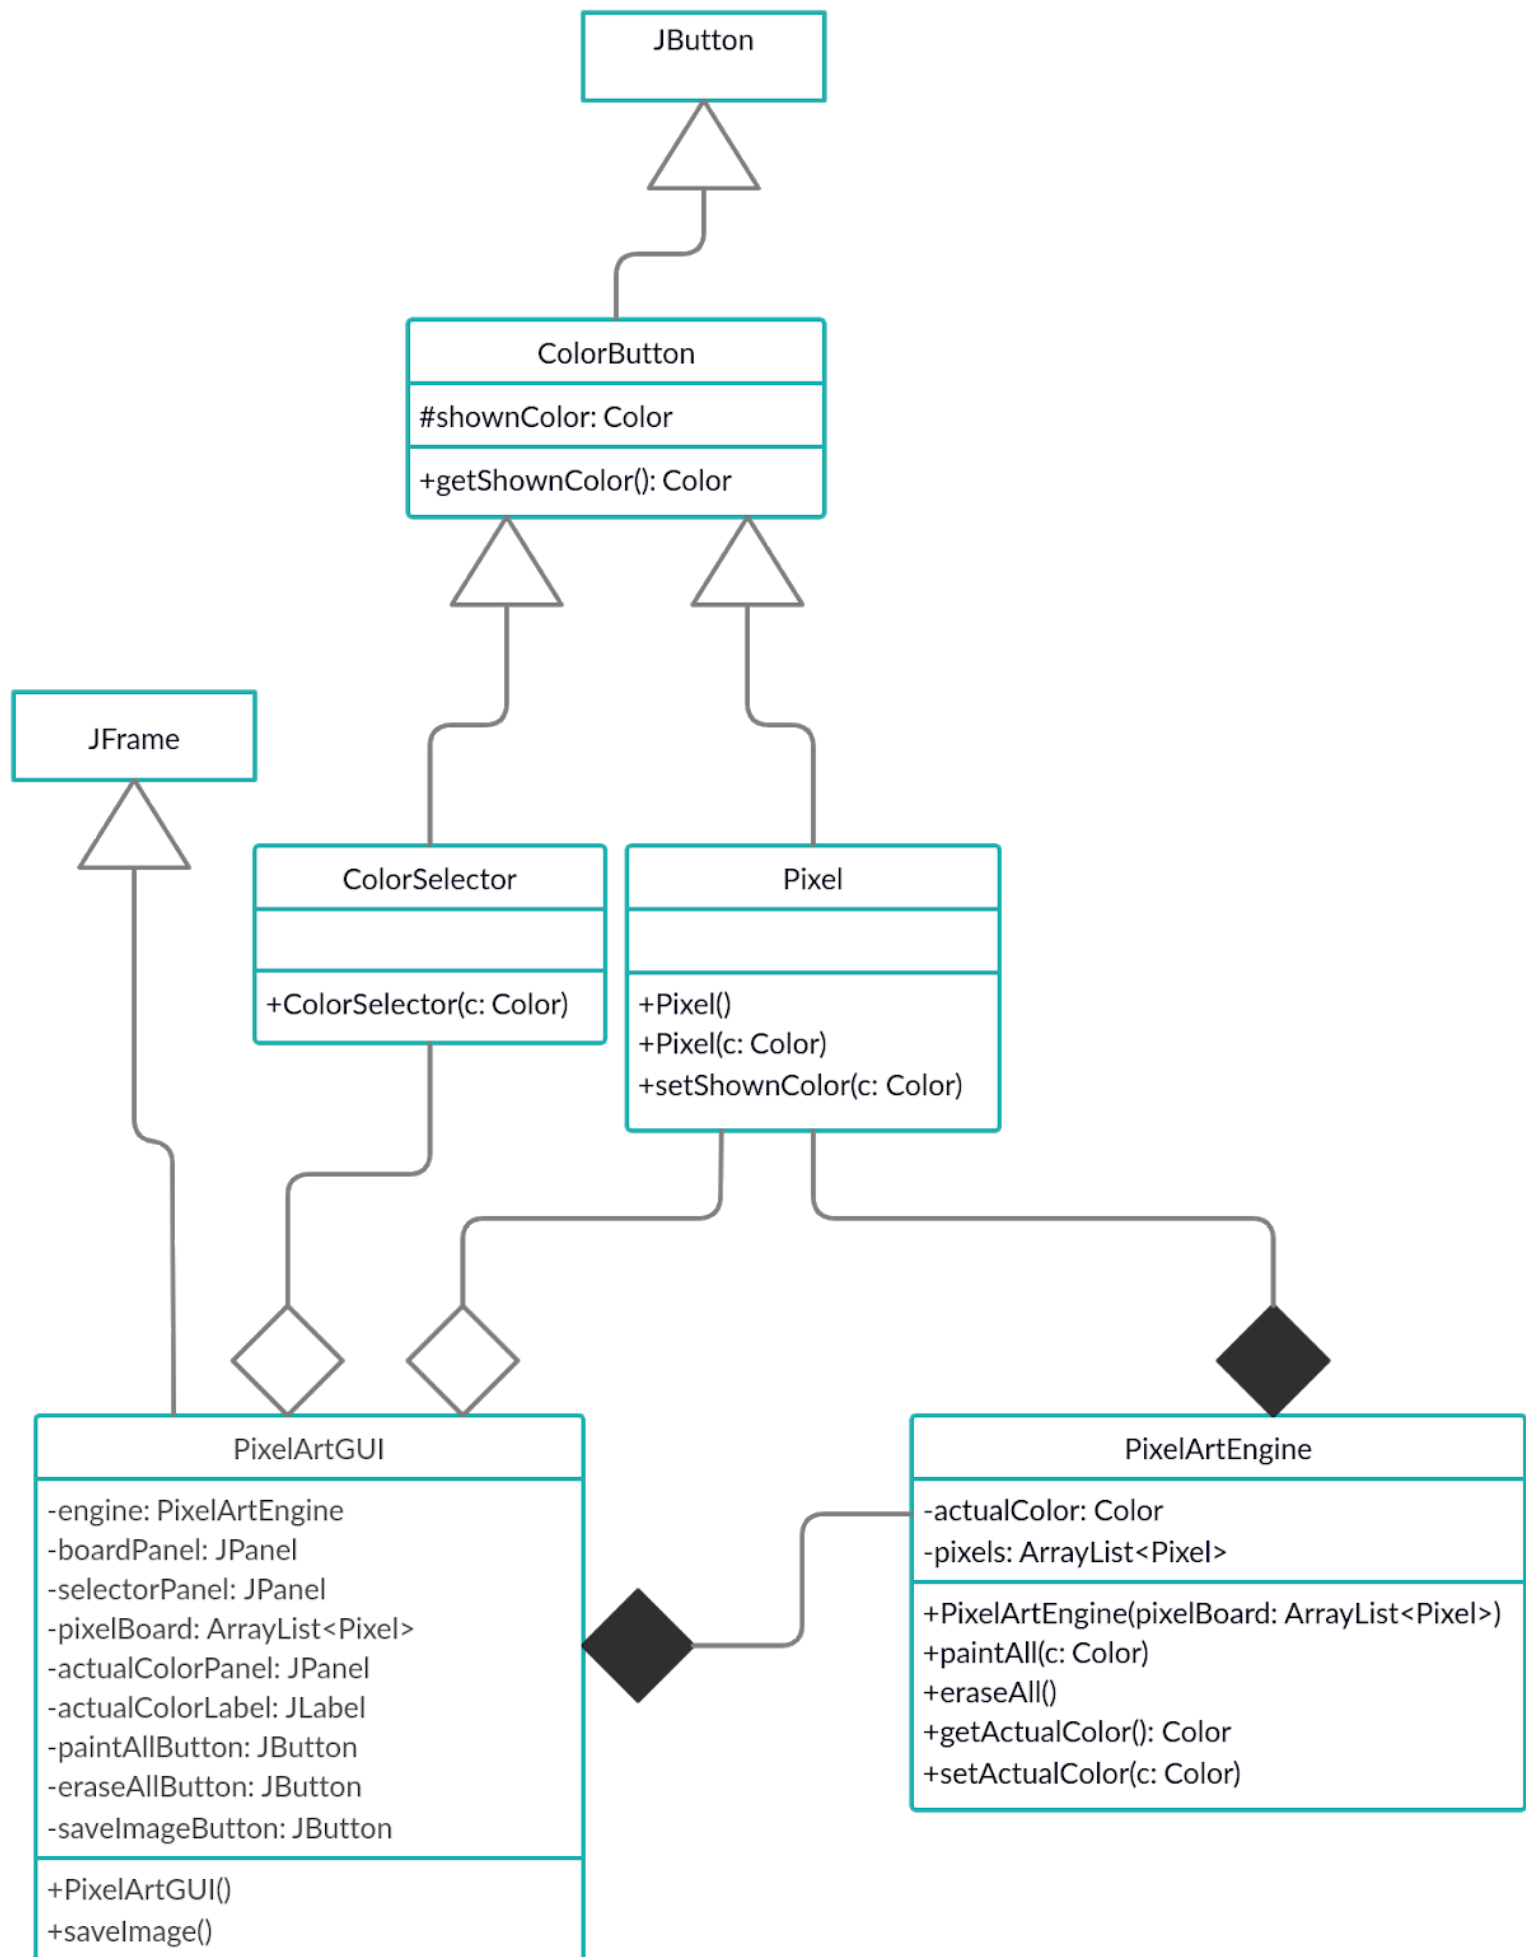 JButton
ColorButton
#shownColor: Color
+getShownColor(): Color
JFrame
ColorSelector
+ColorSelector(c: Color)
Pixel
+Pixel()
+Pixel(c: Color)
+setShownColor(c: Color)
PixelArtGUI
-engine: PixelArtEngine
-boardPanel: JPanel
-selectorPanel: JPanel
-pixelBoard: ArrayList<Pixel>
-actualColorPanel: JPanel
-actualColorLabel: JLabel
-paintAllButton: JButton
-eraseAllButton: JButton
-saveImageButton: JButton
+PixelArtGUI()
+saveImage()
PixelArtEngine
-actualColor: Color
-pixels: ArrayList<Pixel>
+PixelArtEngine(pixelBoard: ArrayList<Pixel>)
+paintAll(c: Color)
+eraseAll()
+getActualColor(): Color
+setActualColor(c: Color)